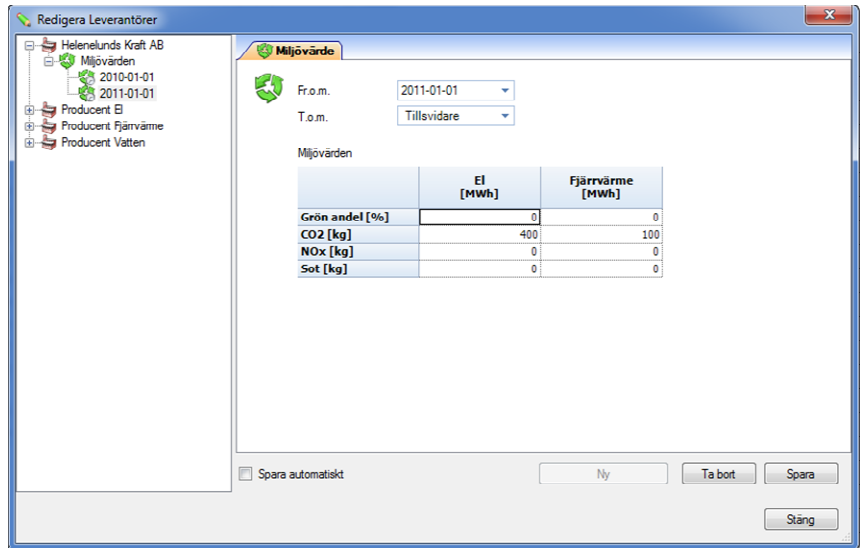 Redigera Leverantörer
Helenelunds Kraft AB
Miljövärden
2010-01-01
2011-01-01
Producent El
Producent Fjärrvärme
Producent Vatten
Miljövärde
Fr.o.m. 2011-01-01
T.o.m. Tillsvidare
Miljövärden
El Fjärrvärme
[MWh] [MWh]
Grön andel [%] 0 0
CO2 [kg] 400 100
NOx [kg] 0 0
Sot [kg] 0 0
Spara automatiskt Ny Ta bort Spara
Stäng